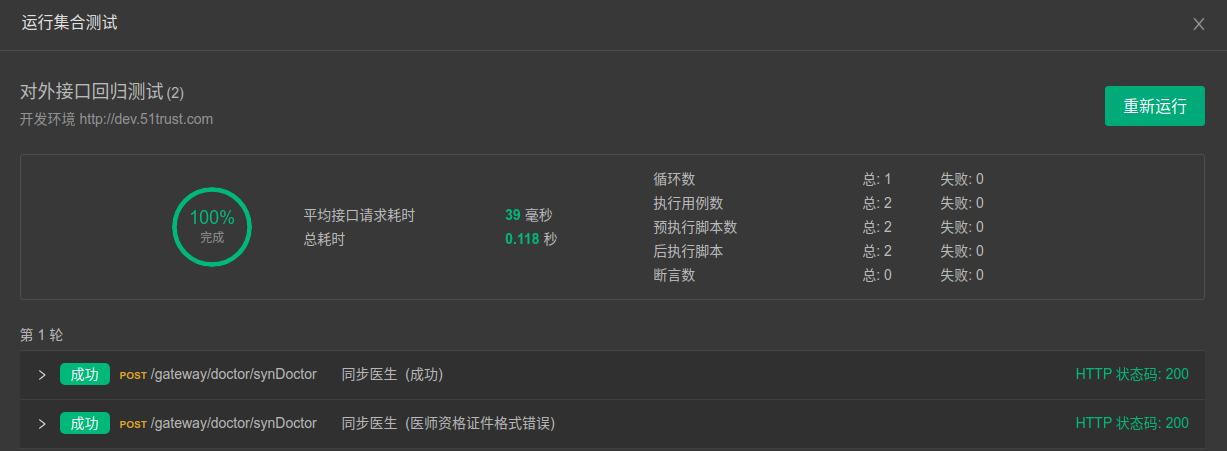 运行集合测试
对外接口回归测试 (2)
重新运行
开发环境 http://dev.51trust.com
100%
完成
平均接口请求耗时 39 毫秒
总耗时 0.118 秒
循环数 总: 1 失败: 0
执行用例数 总: 2 失败: 0
预执行脚本数 总: 2 失败: 0
后执行脚本 总: 2 失败: 0
断言数 总: 0 失败: 0
第 1 轮
成功 POST /gateway/doctor/synDoctor 同步医生 (成功) HTTP 状态码: 200
成功 POST /gateway/doctor/synDoctor 同步医生 (医师资格证件格式错误) HTTP 状态码: 200